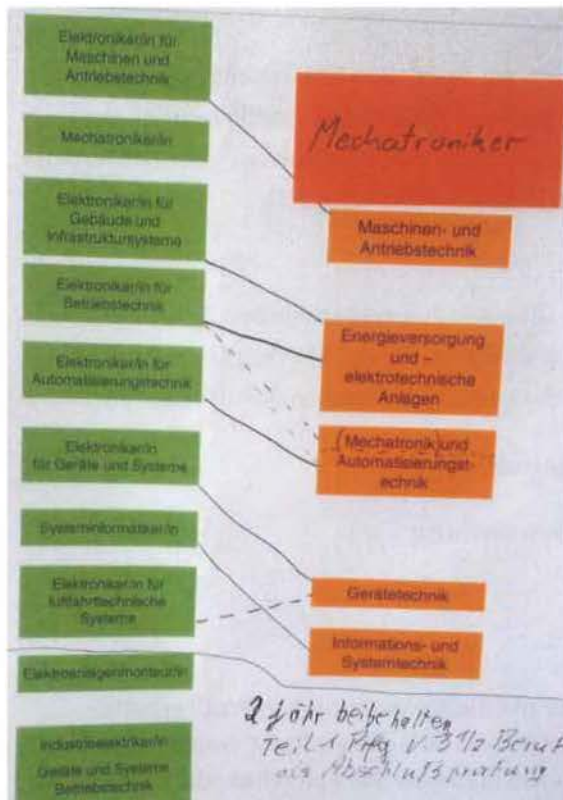 Elektroniker/in für
Maschinen und
Antriebstechnik
Mechatroniker/in
Elektroniker/in für
Gebäude und
Infrastruktursysteme
Elektroniker/in für
Betriebstechnik
Elektroniker/in für
Automatisierungstechnik
Elektroniker/in
für Geräte und Systeme
Systeminformatiker/in
Elektroniker/in für
luftfahrttechnische
Systeme
Elektroanlagenmonteur/in
Industrieelektriker/in
Geräte und Systeme
Betriebstechnik
Mechatroniker
Maschinen- und
Antriebstechnik
Energieversorgung
und –
elektrotechnische
Anlagen
(Mechatronik) und
Automatisierungst-
echnik
Gerätetechnik
Informations- und
Systemtechnik
2 jähr beibehalten
Teil 1 Prfg v. 3 1/2 Beruf
als Abschlußprüfung